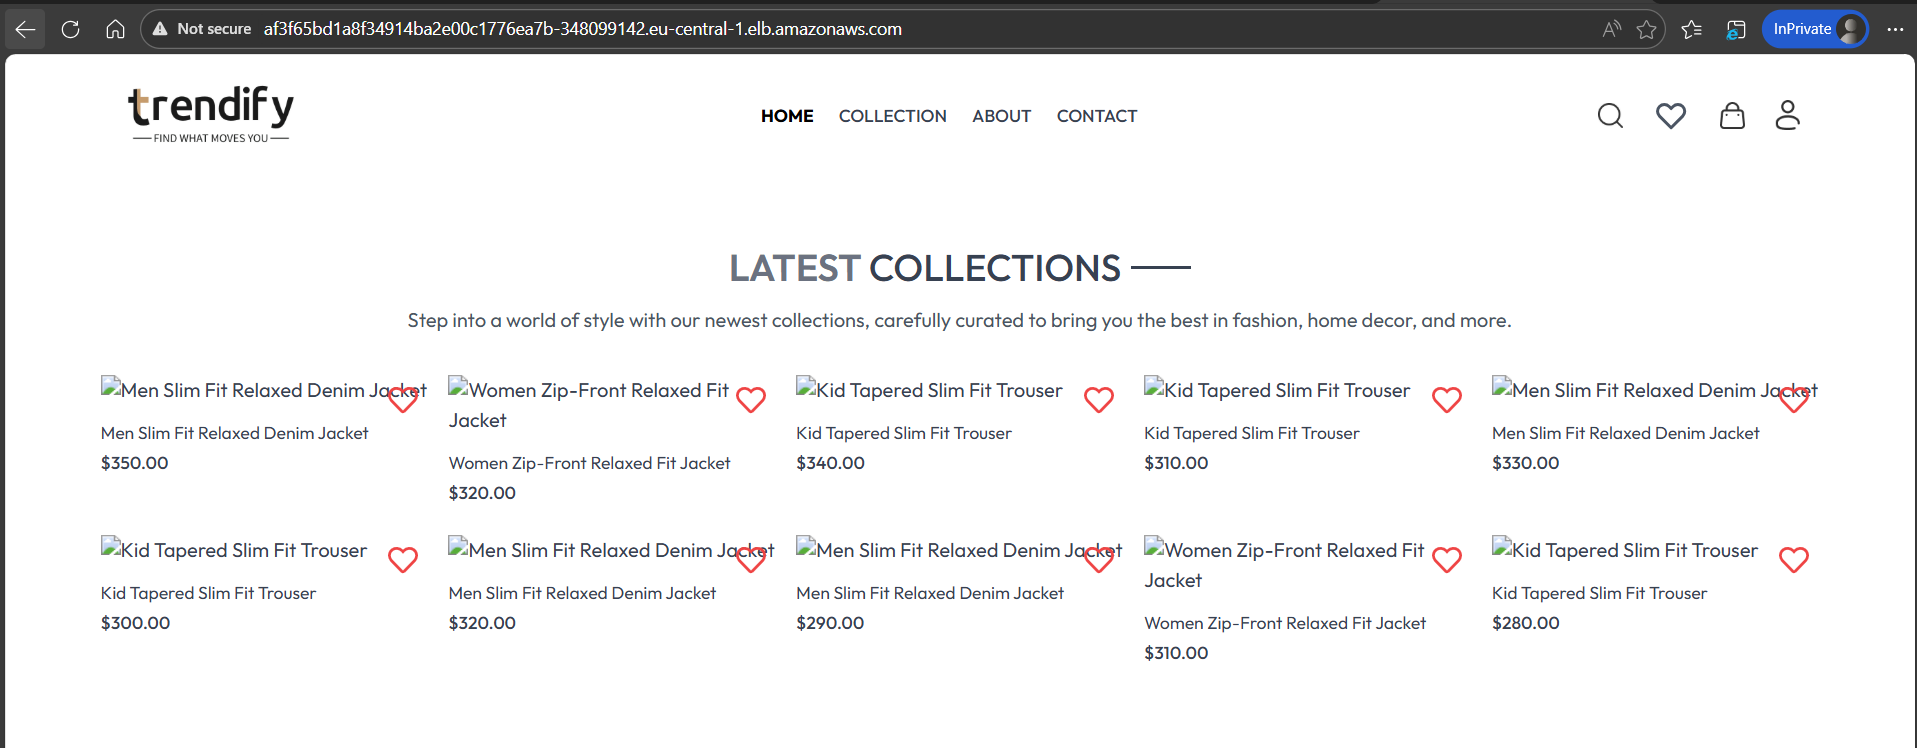 Not secure af3f65bd1a8f34914ba2e00c1776ea7b-348099142.eu-central-1.elb.amazonaws.com
InPrivate
trendify
FIND WHAT MOVES YOU
HOME COLLECTION ABOUT CONTACT
LATEST COLLECTIONS
Step into a world of style with our newest collections, carefully curated to bring you the best in fashion, home decor, and more.
Men Slim Fit Relaxed Denim Jacket
Men Slim Fit Relaxed Denim Jacket
$350.00
Women Zip-Front Relaxed Fit
Jacket
Women Zip-Front Relaxed Fit Jacket
$320.00
Kid Tapered Slim Fit Trouser
Kid Tapered Slim Fit Trouser
$340.00
Kid Tapered Slim Fit Trouser
Kid Tapered Slim Fit Trouser
$310.00
Men Slim Fit Relaxed Denim Jacket
Men Slim Fit Relaxed Denim Jacket
$330.00
Kid Tapered Slim Fit Trouser
Kid Tapered Slim Fit Trouser
$300.00
Men Slim Fit Relaxed Denim Jacket
Men Slim Fit Relaxed Denim Jacket
$320.00
Men Slim Fit Relaxed Denim Jacket
Men Slim Fit Relaxed Denim Jacket
$290.00
Women Zip-Front Relaxed Fit
Jacket
Women Zip-Front Relaxed Fit Jacket
$310.00
Kid Tapered Slim Fit Trouser
Kid Tapered Slim Fit Trouser
$280.00